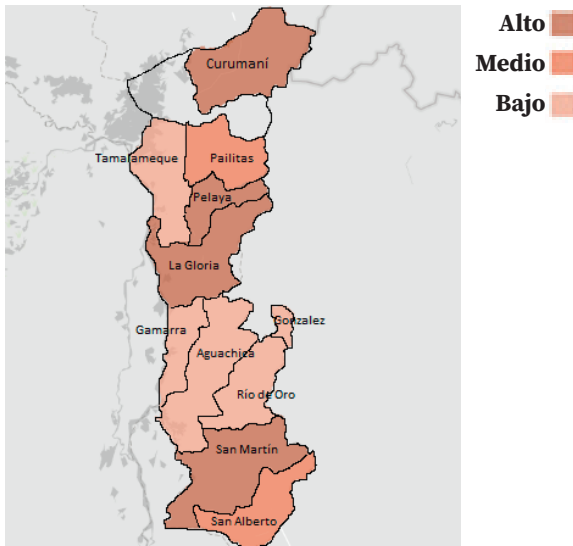 Alto
Medio
Bajo
Curumaní
Tamalameque
Pailitas
Pelaya
La Gloria
Gamarra
Gonzalez
Aguachica
Río de Oro
San Martín
San Alberto